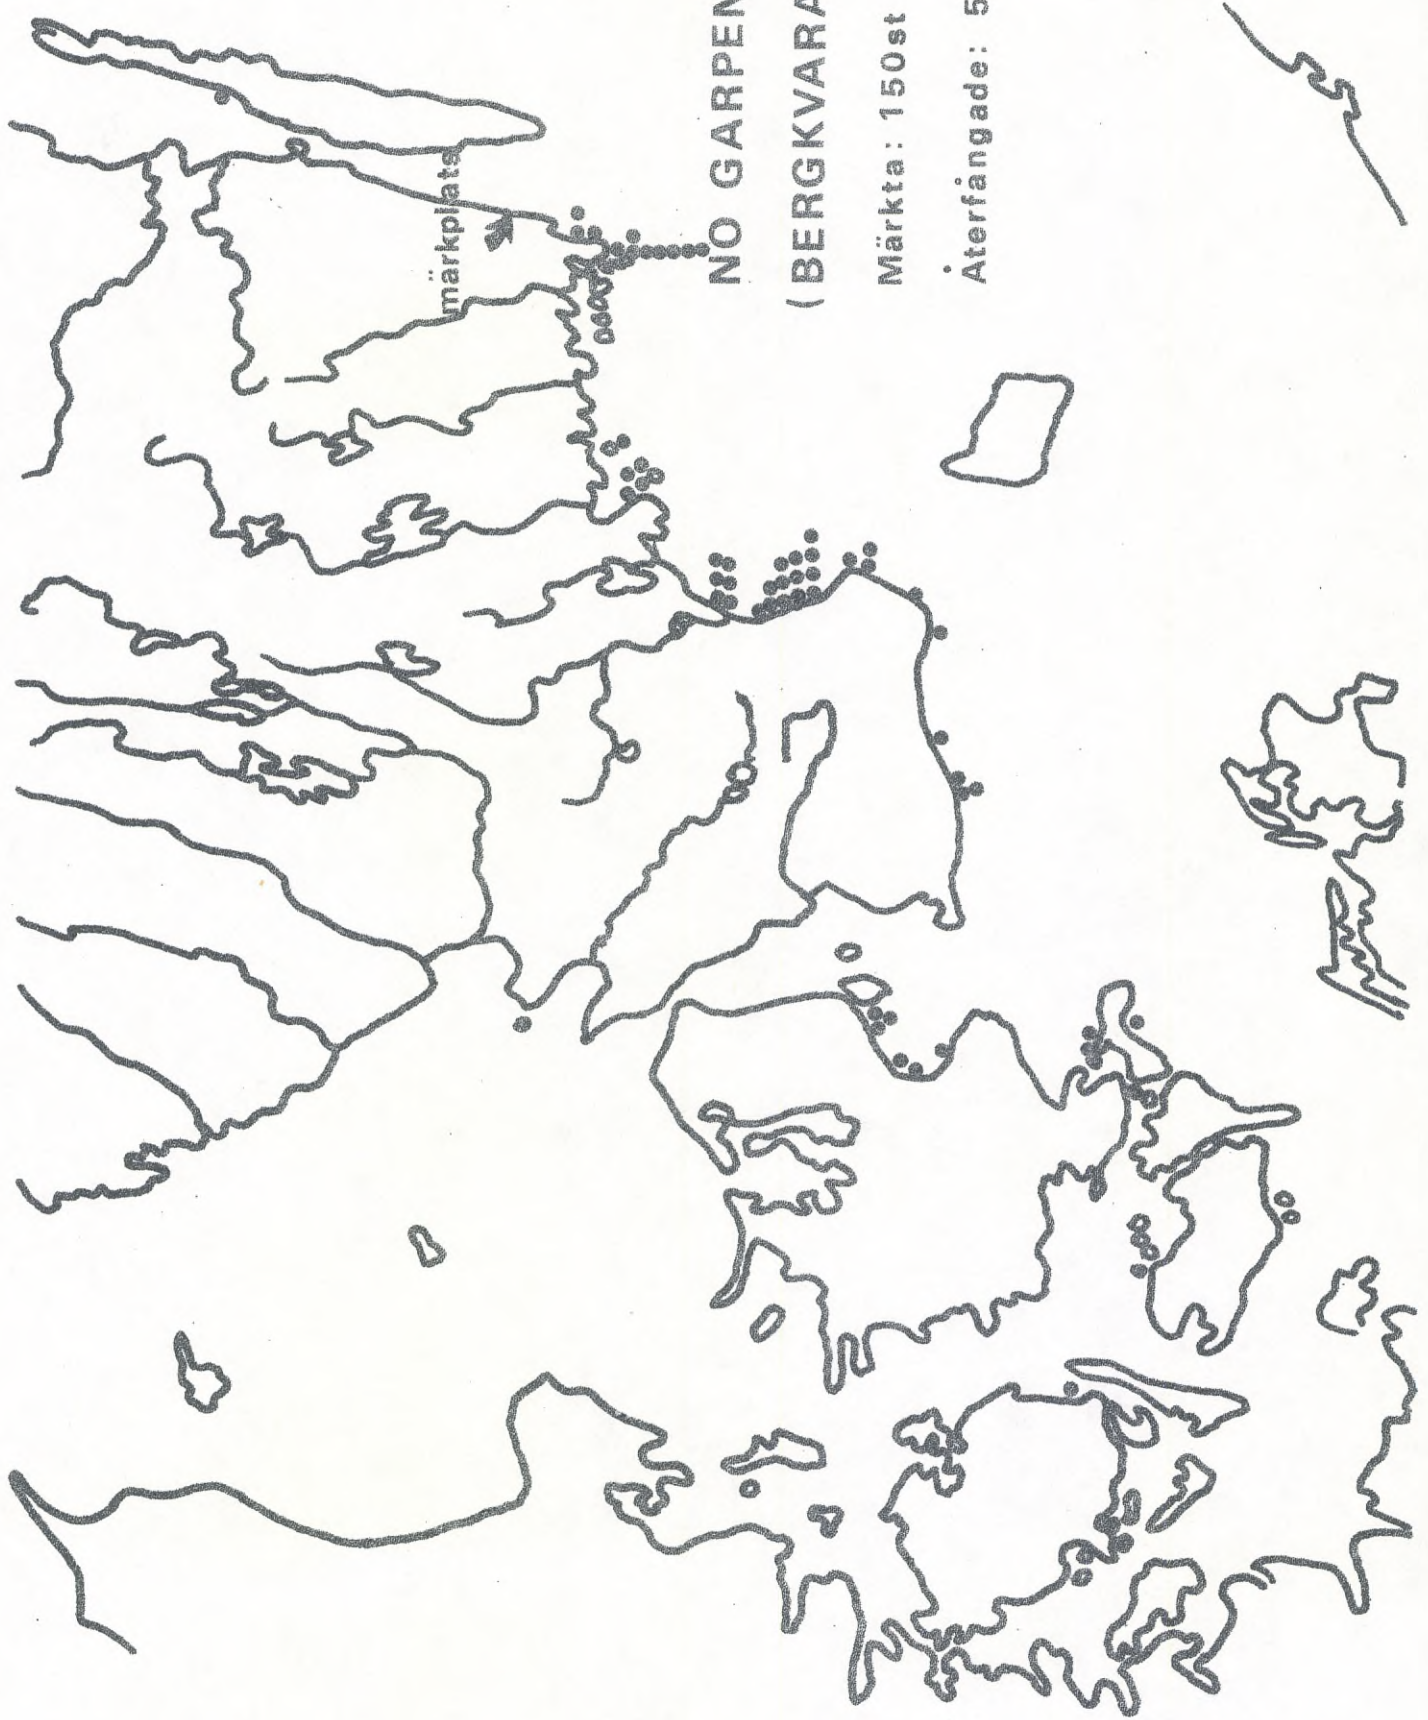 märkplats
NO GARPEN
(BERGKVARA
Märkta: 150st
Återfångade: 5